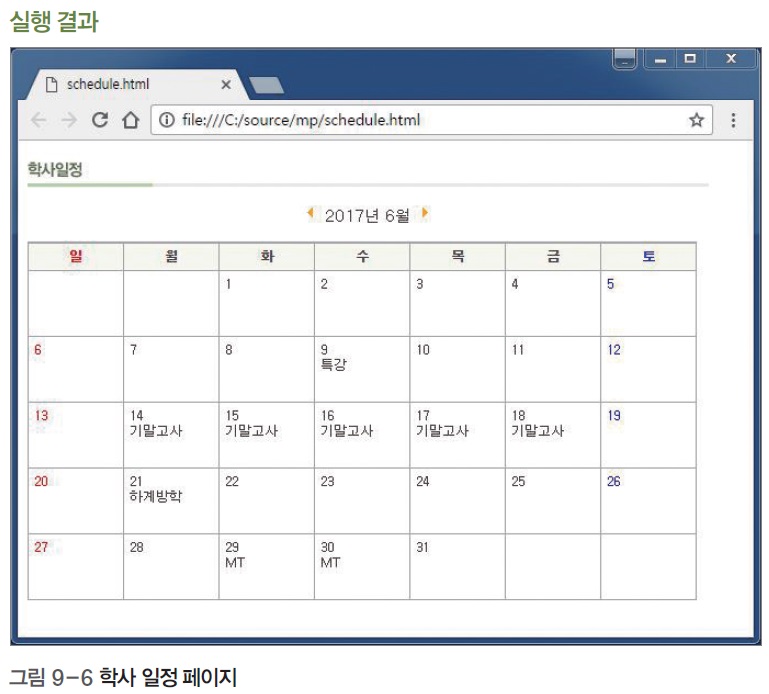 실행 결과
schedule.html
file:///C:/source/mp/schedule.html
학사일정
2017년 6월
일 월 화 수 목 금 토
1 2 3 4 5
6 7 8 9 10 11 12
특강
13 14 15 16 17 18 19
기말고사 기말고사 기말고사 기말고사 기말고사
20 21 22 23 24 25 26
하계방학
27 28 29 30 31
MT MT
그림 9-6 학사 일정 페이지